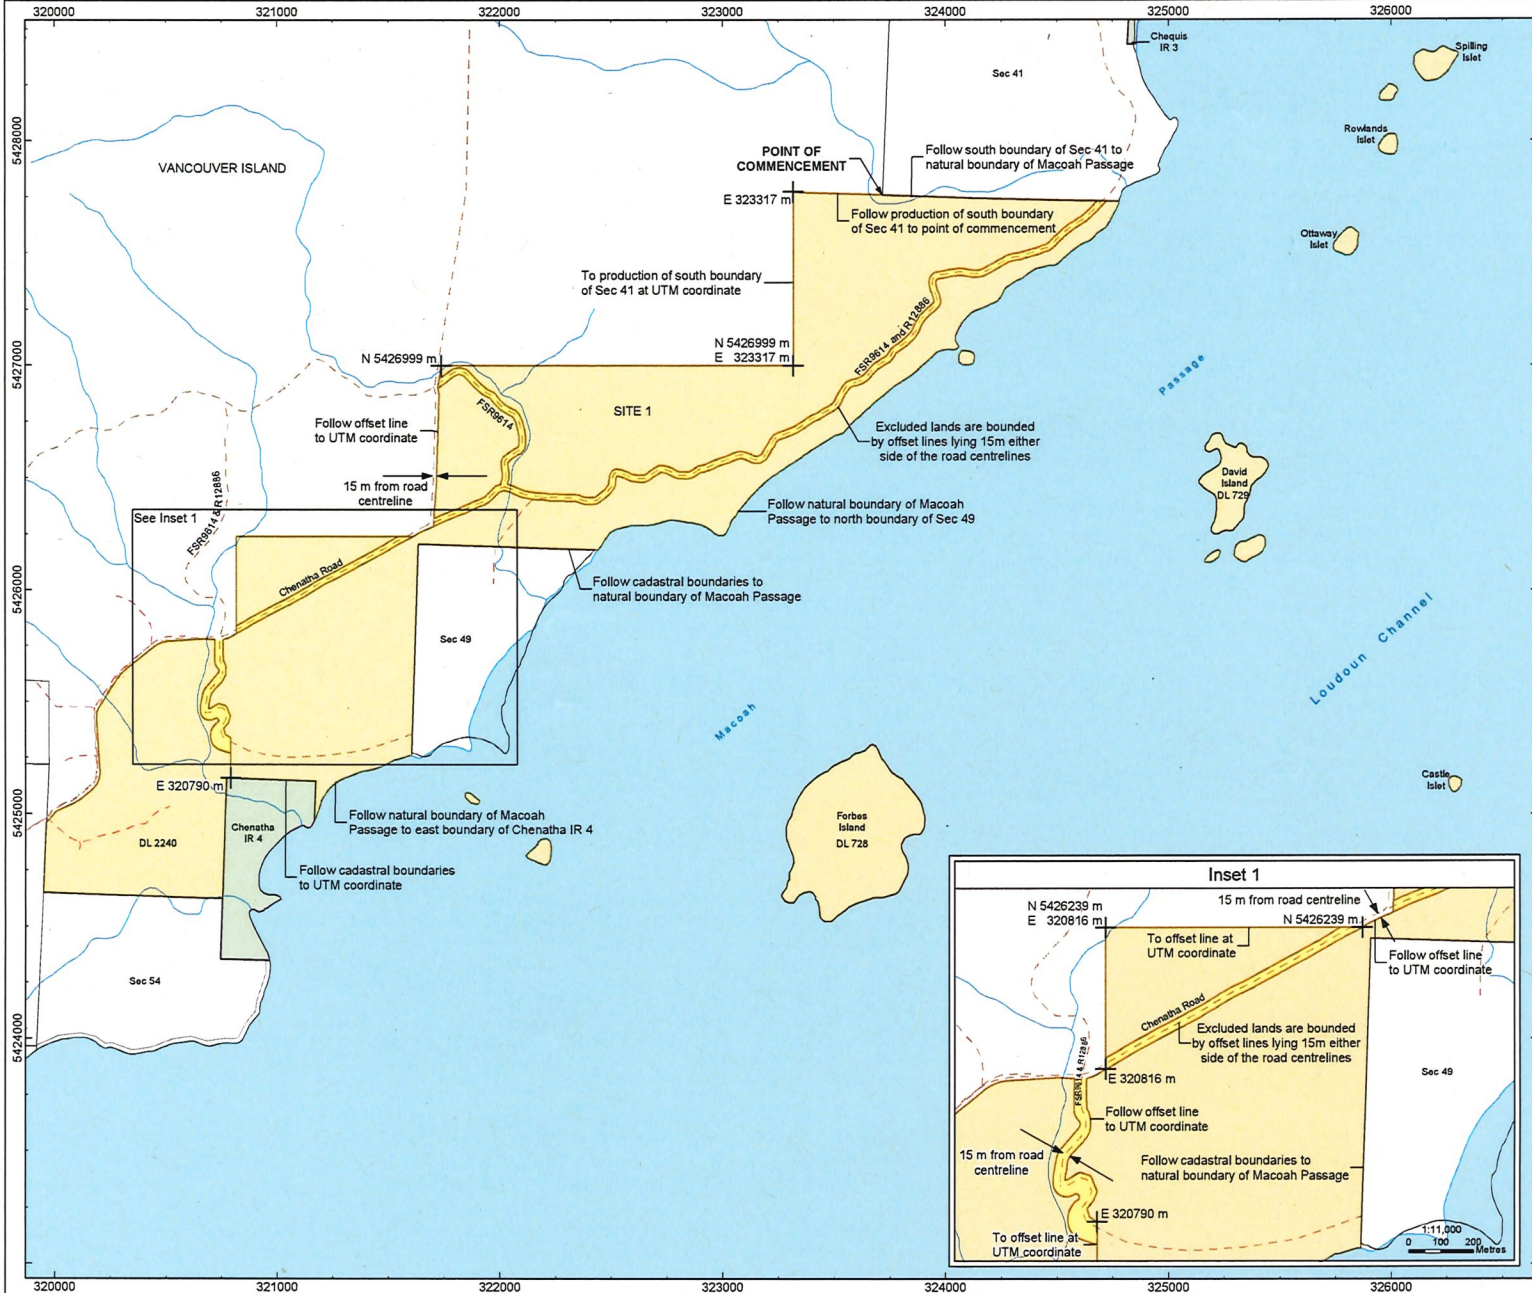 320000
321000
322000
323000
324000
325000
326000
Chequis
IR 3
Spilling
Islet
Sec 41
5428000
Rowlands
Islet
VANCOUVER ISLAND
POINT OF
COMMENCEMENT
Follow south boundary of Sec 41 to
natural boundary of Macoah Passage
E 323317 m
Follow production of south boundary
of Sec 41 to point of commencement
Ottaway
Islet
To production of south boundary
of Sec 41 at UTM coordinate
FSR9614 and R12886
N 5426999 m
E 323317 m
N 5426999 m
5427000
Passage
FSR9614
SITE 1
Follow offset line
to UTM coordinate
Excluded lands are bounded
by offset lines lying 15m either
side of the road centrelines
15 m from road
centreline
David
Island
DL 729
See Inset 1
FSR9614 & R12886
Follow natural boundary of Macoah
Passage to north boundary of Sec 49
Chenatha Road
5426000
Follow cadastral boundaries to
natural boundary of Macoah Passage
Sec 49
Loudoun Channel
Macoah
E 320790 m
Castle
Islet
5425000
Chenatha
IR 4
Follow natural boundary of Macoah
Passage to east boundary of Chenatha IR 4
Forbes
Island
DL 728
DL 2240
Follow cadastral boundaries
to UTM coordinate
Sec 54
5424000
Inset 1
15 m from road centreline
N 5426239 m
E 320816 m
N 5426239 m
To offset line at
UTM coordinate
Follow offset line
to UTM coordinate
Chenatha Road
Excluded lands are bounded
by offset lines lying 15m either
side of the road centrelines
FSR9614 & R12886
E 320816 m
Sec 49
Follow offset line
to UTM coordinate
15 m from road
centreline
Follow cadastral boundaries to
natural boundary of Macoah Passage
E 320790 m
To offset line at
UTM coordinate
1:11,000
0 100 200
Metres
320000
321000
322000
323000
324000
325000
326000